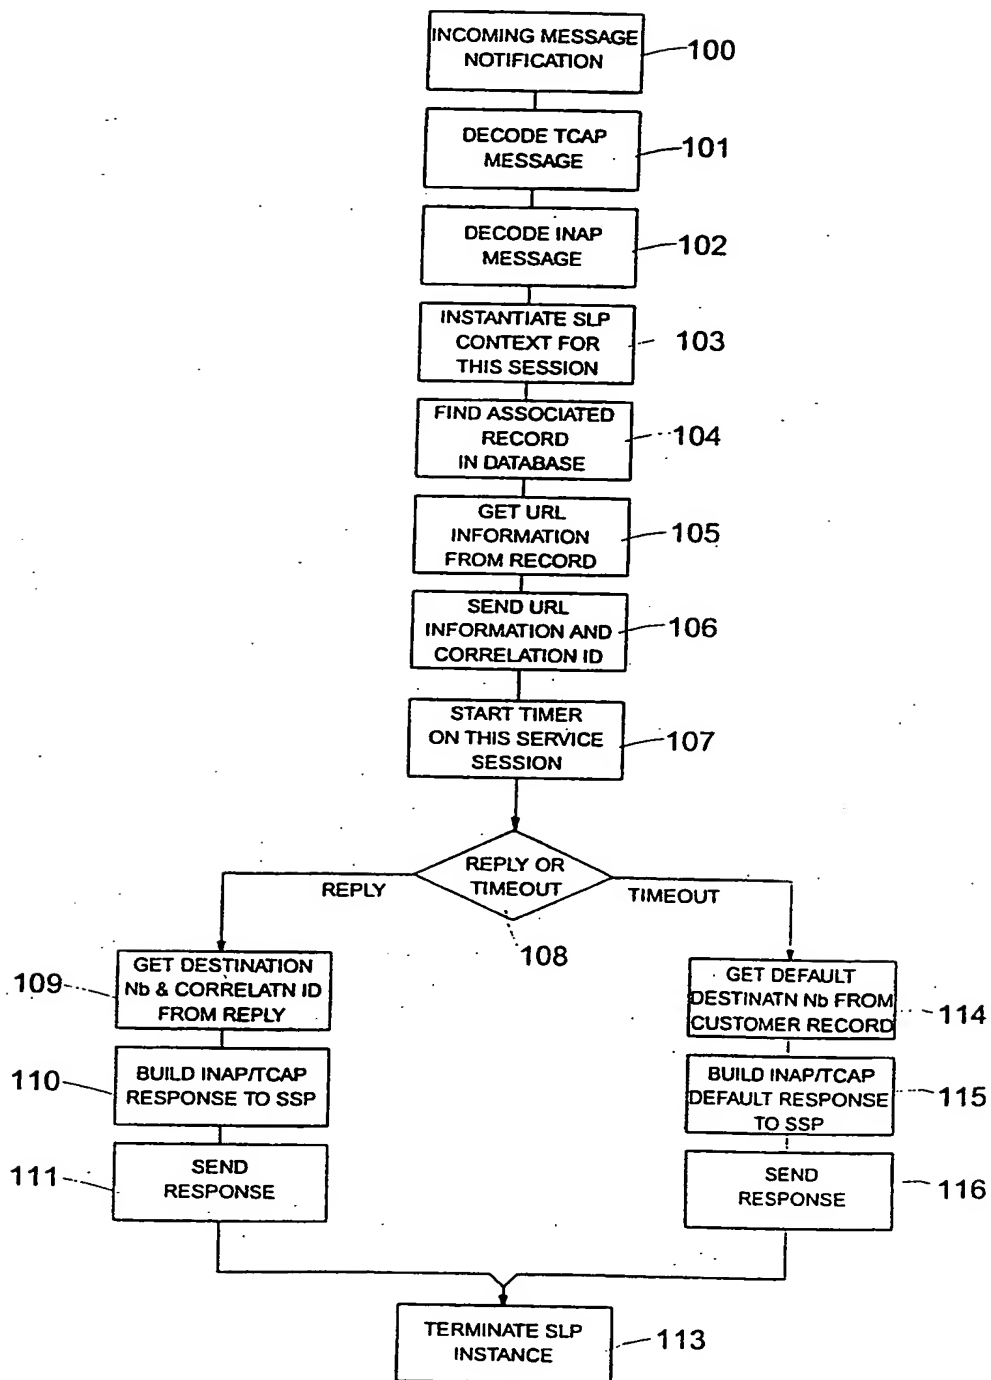 INCOMING MESSAGE
NOTIFICATION
100
DECODE TCAP
MESSAGE
101
DECODE INAP
MESSAGE
102
INSTANTIATE SLP
CONTEXT FOR
THIS SESSION
103
FIND ASSOCIATED
RECORD
IN DATABASE
104
GET URL
INFORMATION
FROM RECORD
105
SEND URL
INFORMATION AND
CORRELATION ID
106
START TIMER
ON THIS SERVICE
SESSION
107
REPLY OR
TIMEOUT
REPLY
TIMEOUT
108
GET DESTINATION
Nb & CORRELATN ID
FROM REPLY
109
BUILD INAP/TCAP
RESPONSE TO SSP
110
SEND
RESPONSE
111
GET DEFAULT
DESTINATN Nb FROM
CUSTOMER RECORD
114
BUILD INAP/TCAP
DEFAULT RESPONSE
TO SSP
115
SEND
RESPONSE
116
TERMINATE SLP
INSTANCE
113